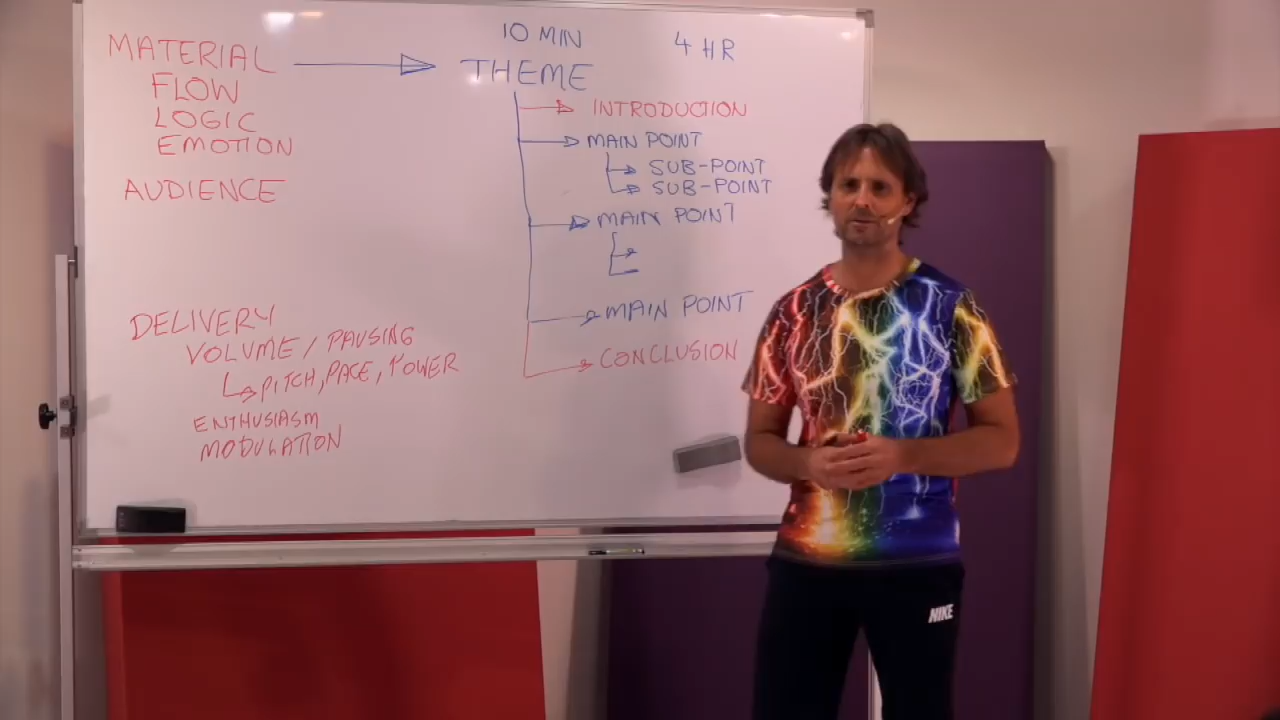 MATERIAL
FLOW
LOGIC
EMOTION
AUDIENCE
DELIVERY
VOLUME / PAUSING
PITCH, PACE, POWER
ENTHUSIASM
MODULATION
10 MIN
4 HR
THEME
INTRODUCTION
MAIN POINT
SUB-POINT
SUB-POINT
MAIN POINT
MAIN POINT
CONCLUSION
NIKE